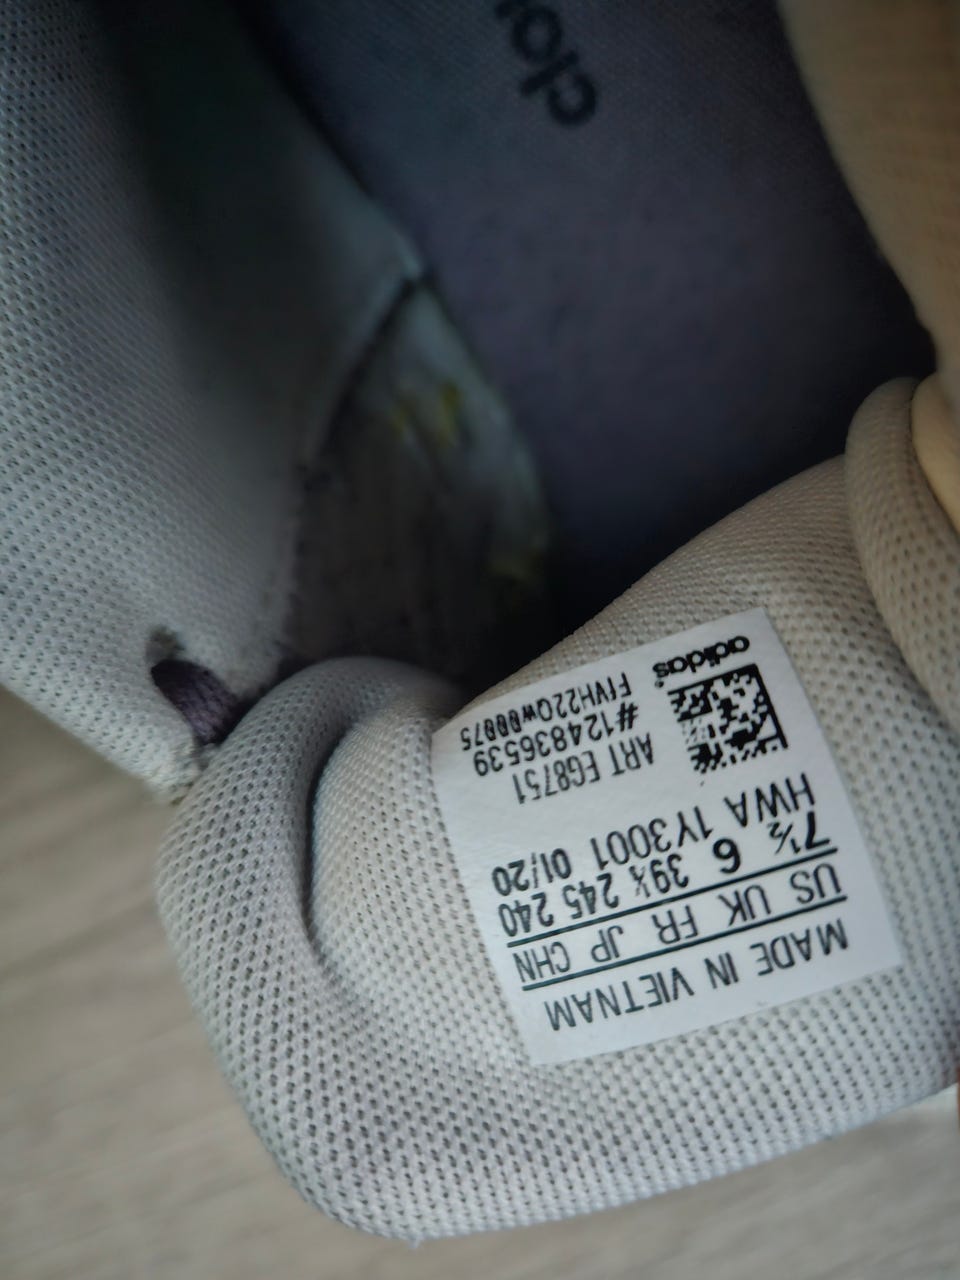 clo
MADE IN VIETNAM
US UK FR JP CHN
7½ 6 39⅓ 245 240
HWA 1Y3001 01/20
ART EG8751
#124836539
adidas